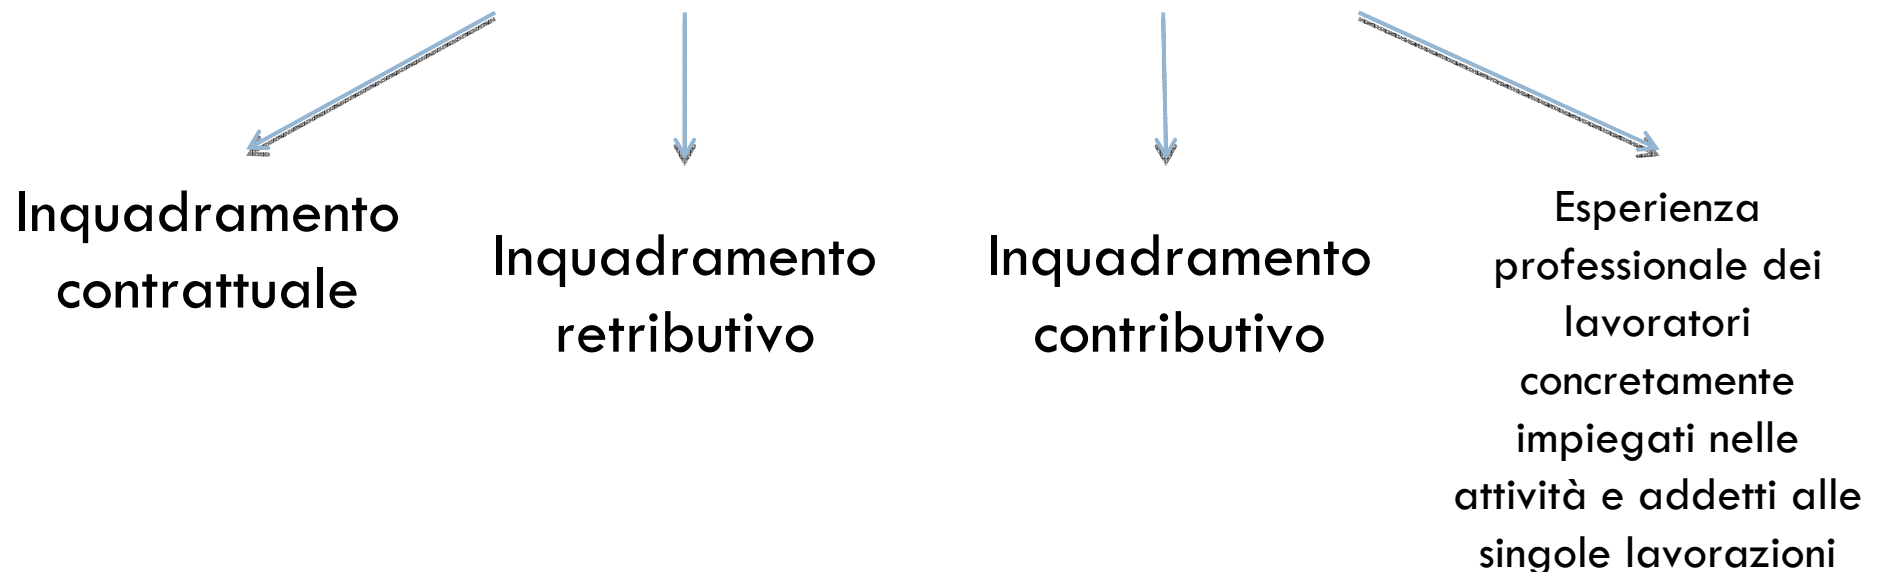 Inquadramento
contrattuale
Inquadramento
retributivo
Inquadramento
contributivo
Esperienza
professionale dei
lavoratori
concretamente
impiegati nelle
attività e addetti alle
singole lavorazioni